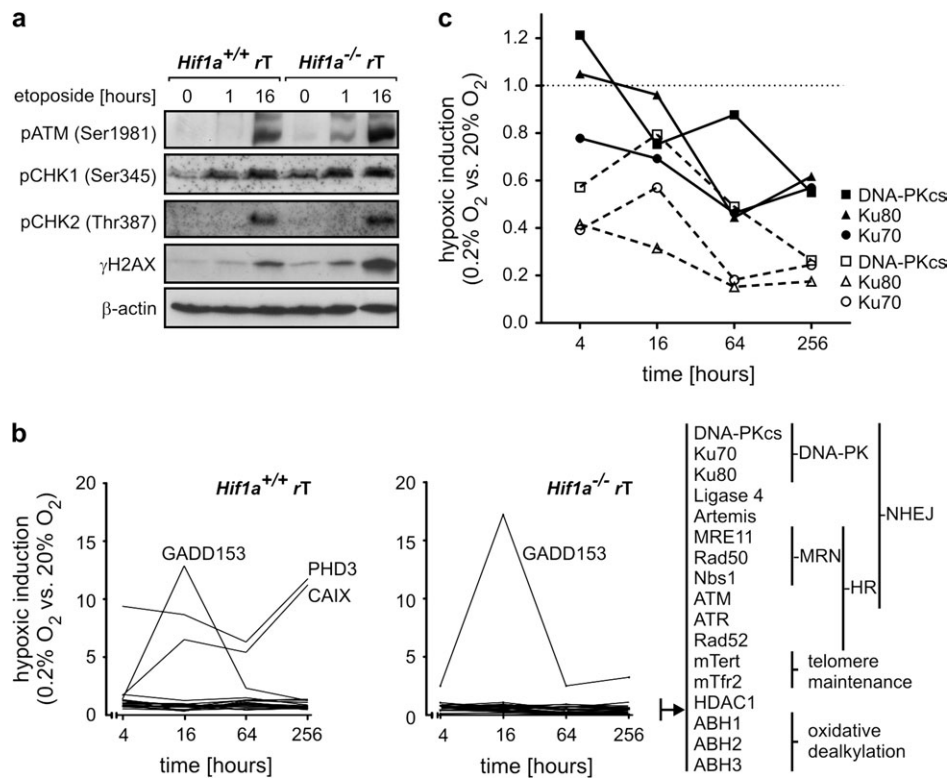 a
Hif1a+/+ rT Hif1a-/- rT
etoposide [hours] 0 1 16 0 1 16
pATM (Ser1981)
pCHK1 (Ser345)
pCHK2 (Thr387)
γH2AX
β-actin
c
hypoxic induction
(0.2% O2 vs. 20% O2)
1.2
1.0
0.8
0.6
0.4
0.2
0.0
4 16 64 256
time [hours]
DNA-PKcs
Ku80
Ku70
DNA-PKcs
Ku80
Ku70
b
hypoxic induction
(0.2% O2 vs. 20% O2)
Hif1a+/+ rT
20
15
10
5
0
GADD153
PHD3
CAIX
4 16 64 256
time [hours]
Hif1a-/- rT
20
15
10
5
0
GADD153
4 16 64 256
time [hours]
DNA-PKcs
Ku70
Ku80
Ligase 4
Artemis
MRE11
Rad50
Nbs1
ATM
ATR
Rad52
mTert
mTfr2
HDAC1
ABH1
ABH2
ABH3
DNA-PK
NHEJ
MRN
HR
telomere
maintenance
oxidative
dealkylation